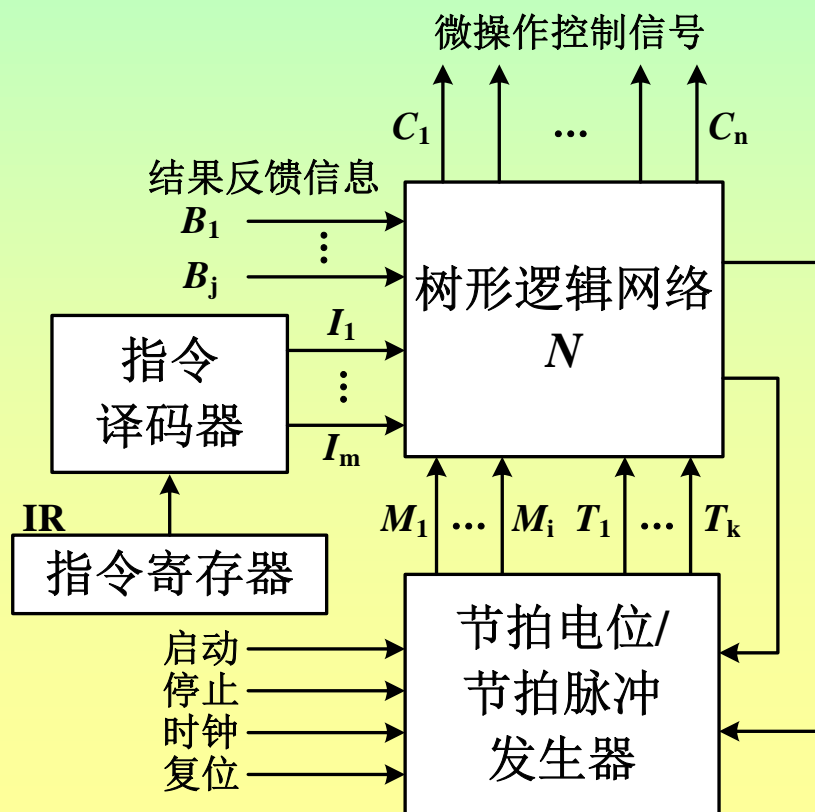 微操作控制信号
C1 ... Cn
结果反馈信息
B1
⋮
Bj
树形逻辑网络
N
I1
⋮
Im
指令
译码器
IR
指令寄存器
M1 ... Mi T1 ... Tk
节拍电位/
节拍脉冲
发生器
启动
停止
时钟
复位